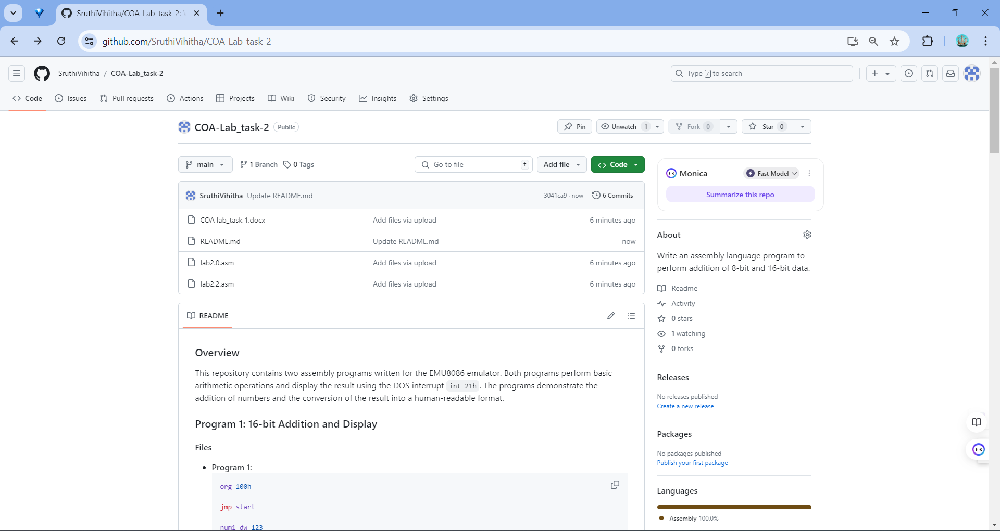 SruthiVihitha/COA-Lab_task-2:
github.com/SruthiVihitha/COA-Lab_task-2
SruthiVihitha / COA-Lab_task-2
Type / to search
Code Issues Pull requests Actions Projects Wiki Security Insights Settings
COA-Lab_task-2 Public
Pin Unwatch 1 Fork 0 Star 0
main 1 Branch 0 Tags Go to file t Add file Code
SruthiVihitha Update README.md 3041ca9 · now 6 Commits
COA lab_task 1.docx Add files via upload 6 minutes ago
README.md Update README.md now
lab2.0.asm Add files via upload 6 minutes ago
lab2.2.asm Add files via upload 6 minutes ago
README
Overview
This repository contains two assembly programs written for the EMU8086 emulator. Both programs perform basic
arithmetic operations and display the result using the DOS interrupt int 21h. The programs demonstrate the
addition of numbers and the conversion of the result into a human-readable format.
Program 1: 16-bit Addition and Display
Files
• Program 1:
org 100h
jmp start
num1 dw 123
Monica Fast Model
Summarize this repo
About
Write an assembly language program to
perform addition of 8-bit and 16-bit data.
Readme
Activity
0 stars
1 watching
0 forks
Releases
No releases published
Create a new release
Packages
No packages published
Publish your first package
Languages
Assembly 100.0%